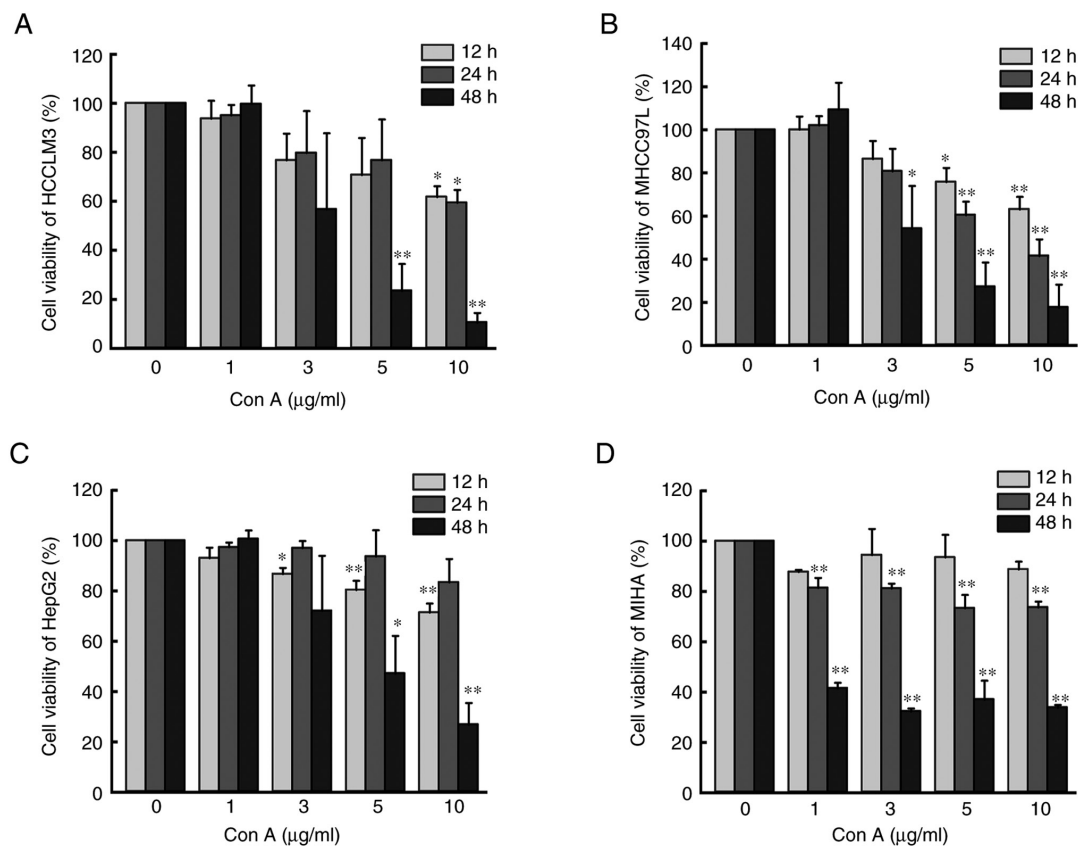 A
120
100
80
60
40
20
0
Cell viability of HCCLM3 (%)
12 h
24 h
48 h
* *
**
**
0 1 3 5 10
Con A (μg/ml)
B
140
120
100
80
60
40
20
0
Cell viability of MHCC97L (%)
12 h
24 h
48 h
*
*
**
**
**
**
**
0 1 3 5 10
Con A (μg/ml)
C
120
100
80
60
40
20
0
Cell viability of HepG2 (%)
12 h
24 h
48 h
*
**
*
**
**
0 1 3 5 10
Con A (μg/ml)
D
120
100
80
60
40
20
0
Cell viability of MIHA (%)
12 h
24 h
48 h
**
**
**
**
**
**
**
**
0 1 3 5 10
Con A (μg/ml)